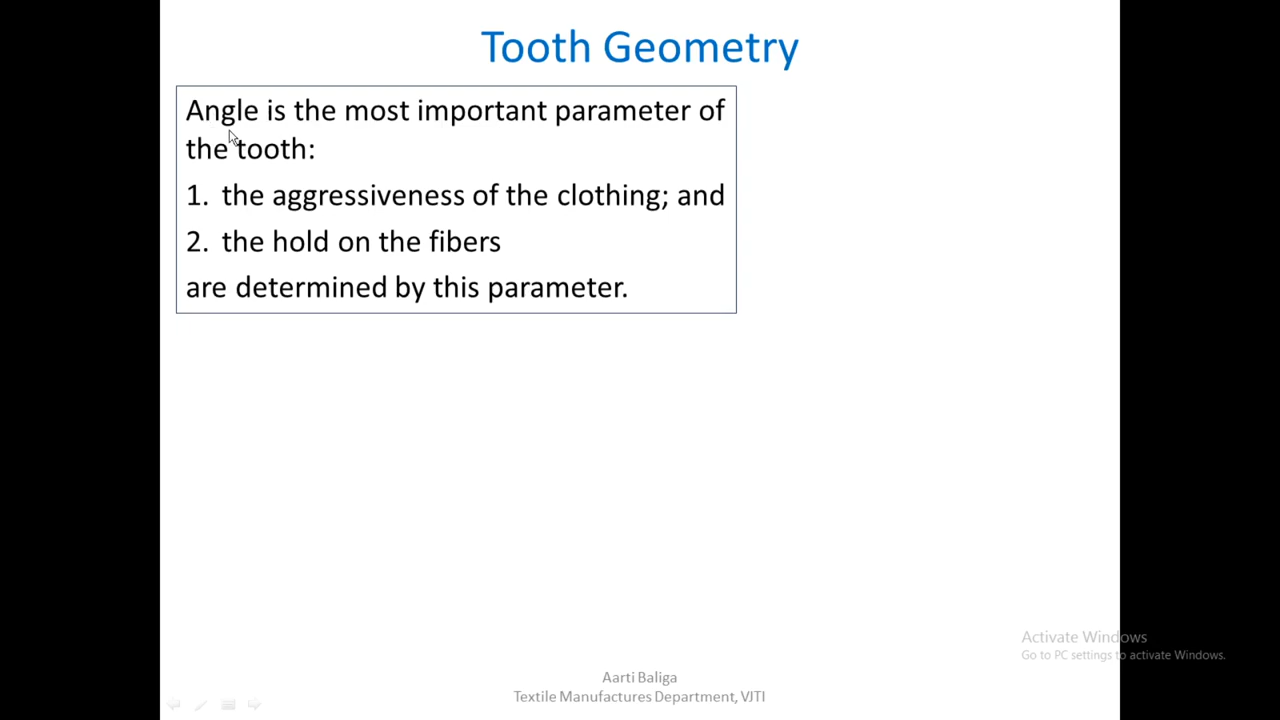 Tooth Geometry
Angle is the most important parameter of
the tooth:
1. the aggressiveness of the clothing; and
2. the hold on the fibers
are determined by this parameter.
Activate Windows
Go to PC settings to activate Windows.
Aarti Baliga
Textile Manufactures Department, VJTI